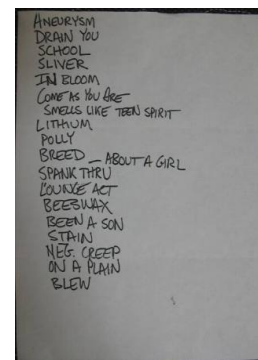 ANEURYSM
DRAIN YOU
SCHOOL
SLIVER
IN BLOOM
COME AS YOU ARE
SMELLS LIKE TEEN SPIRIT
LITHIUM
POLLY
BREED _ ABOUT A GIRL
SPANK THRU
LOUNGE ACT
BEESWAX
BEEN A SON
STAIN
NEG. CREEP
ON A PLAIN
BLEW